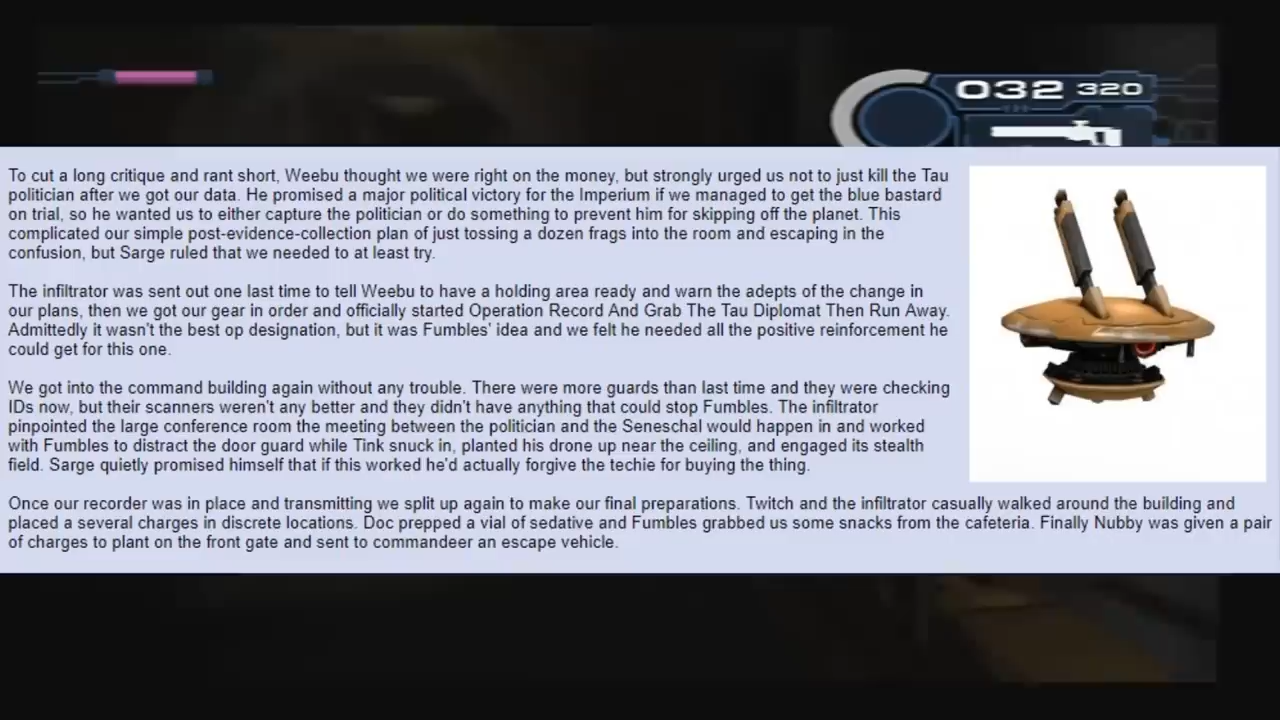 032 320
To cut a long critique and rant short, Weebu thought we were right on the money, but strongly urged us not to just kill the Tau
politician after we got our data. He promised a major political victory for the Imperium if we managed to get the blue bastard
on trial, so he wanted us to either capture the politician or do something to prevent him for skipping off the planet. This
complicated our simple post-evidence-collection plan of just tossing a dozen frags into the room and escaping in the
confusion, but Sarge ruled that we needed to at least try.
The infiltrator was sent out one last time to tell Weebu to have a holding area ready and warn the adepts of the change in
our plans, then we got our gear in order and officially started Operation Record And Grab The Tau Diplomat Then Run Away.
Admittedly it wasn't the best op designation, but it was Fumbles' idea and we felt he needed all the positive reinforcement he
could get for this one.
We got into the command building again without any trouble. There were more guards than last time and they were checking
IDs now, but their scanners weren't any better and they didn't have anything that could stop Fumbles. The infiltrator
pinpointed the large conference room the meeting between the politician and the Seneschal would happen in and worked
with Fumbles to distract the door guard while Tink snuck in, planted his drone up near the ceiling, and engaged its stealth
field. Sarge quietly promised himself that if this worked he'd actually forgive the techie for buying the thing.
Once our recorder was in place and transmitting we split up again to make our final preparations. Twitch and the infiltrator casually walked around the building and
placed a several charges in discrete locations. Doc prepped a vial of sedative and Fumbles grabbed us some snacks from the cafeteria. Finally Nubby was given a pair
of charges to plant on the front gate and sent to commandeer an escape vehicle.